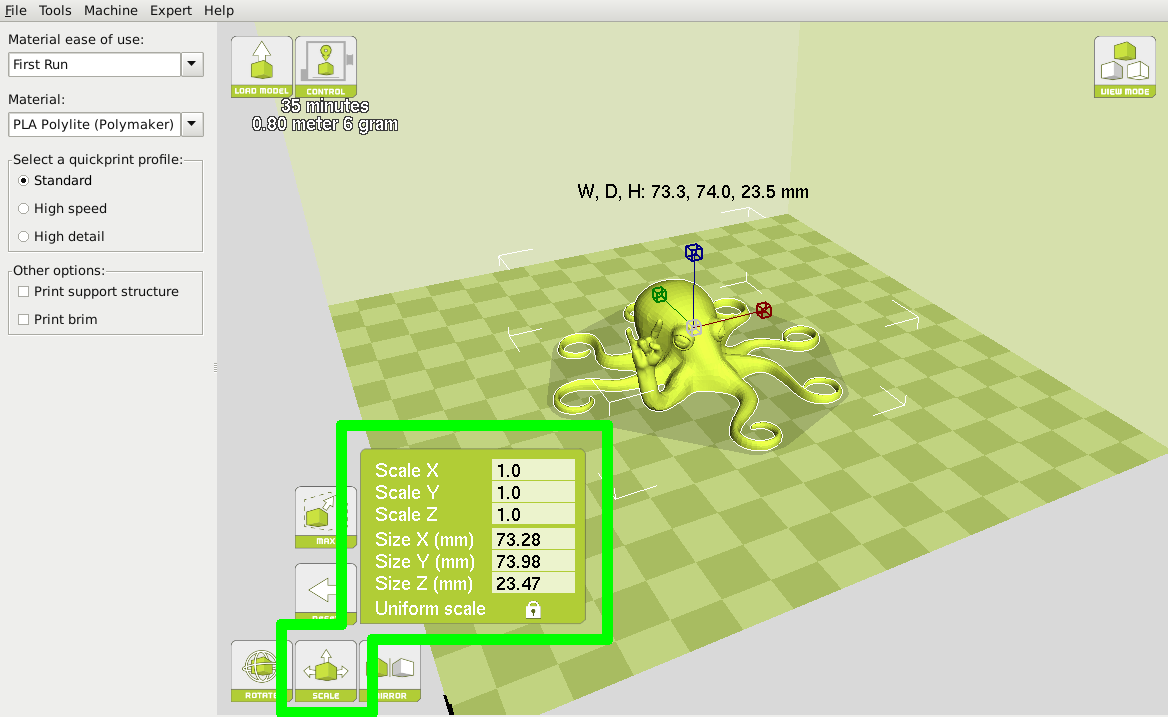 File Tools Machine Expert Help
Material ease of use:
First Run
Material:
PLA Polylite (Polymaker)
Select a quickprint profile:
Standard
High speed
High detail
Other options:
Print support structure
Print brim
LOAD MODEL
CONTROL
35 minutes
0.80 meter 6 gram
VIEW MODE
W, D, H: 73.3, 74.0, 23.5 mm
Scale X 1.0
Scale Y 1.0
Scale Z 1.0
Size X (mm) 73.28
Size Y (mm) 73.98
Size Z (mm) 23.47
Uniform scale
MAX
ROTATE
SCALE
MIRROR